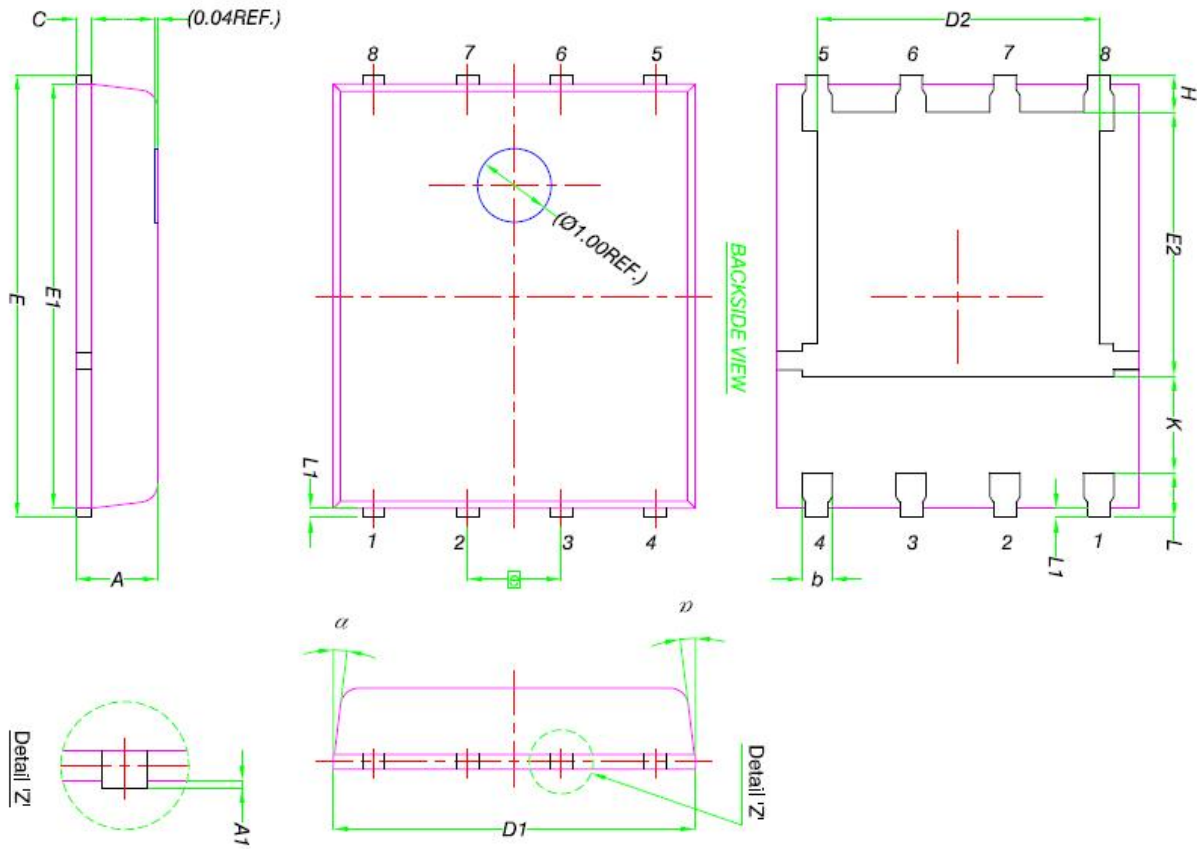 C
(0.04REF.)
8 7 6 5
D2
5 6 7 8
H
E
E1
(Ø1.00REF.)
BACKSIDE VIEW
E2
K
L1
L
L1
1 2 3 4
4 3 2 1
A
e
b
α
α
Detail 'Z'
A1
Detail 'Z'
D1